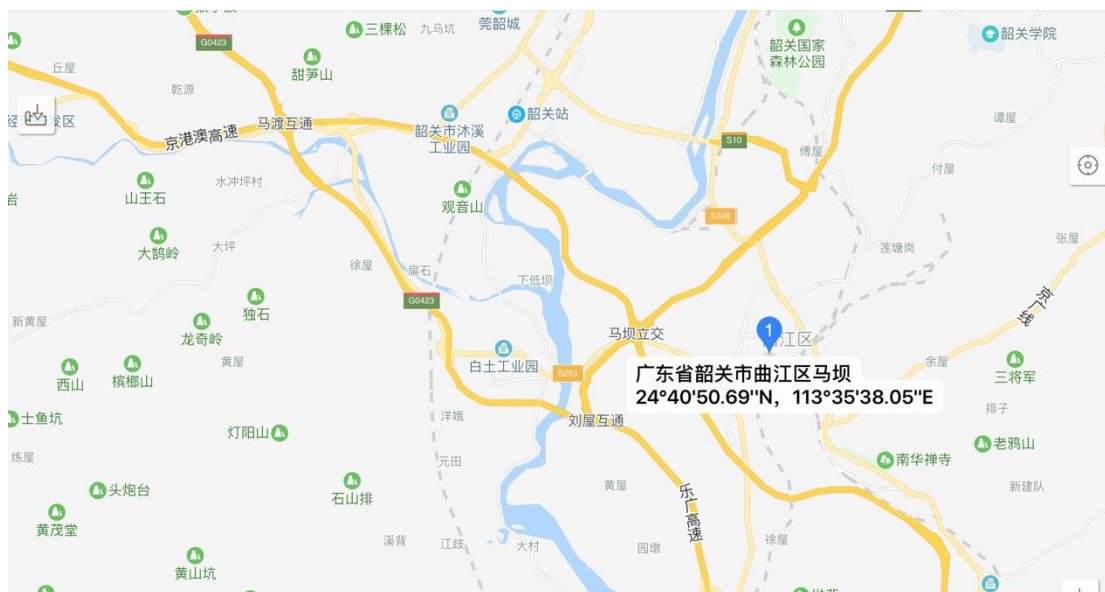 莞韶城
三棵松
九马坑
G0423
韶关国家
森林公园
韶关学院
丘屋
甜笋山
乾源
韶关站
发区
京港澳高速
马渡互通
韶关市沐溪
工业园
谭屋
S10
傅屋
付屋
水冲坪村
山王石
岩
观音山
S248
大坪
大鹄岭
莲塘岗
张屋
徐屋
扁石
下低坝
独石
G0423
京广线
新黄屋
龙奇岭
马坝立交
1
江区
黄屋
西山
槟榔山
白土工业园
S253
广东省韶关市曲江区马坝
24°40'50.69"N，113°35'38.05"E
余屋
三将军
排子
士鱼坑
洋娥
刘屋互通
灯阳山
老鸦山
练屋
元田
南华禅寺
头炮台
石山排
黄屋
乐广高速
新建队
黄茂堂
溪背
江歧
大村
园墩
徐屋
黄山坑